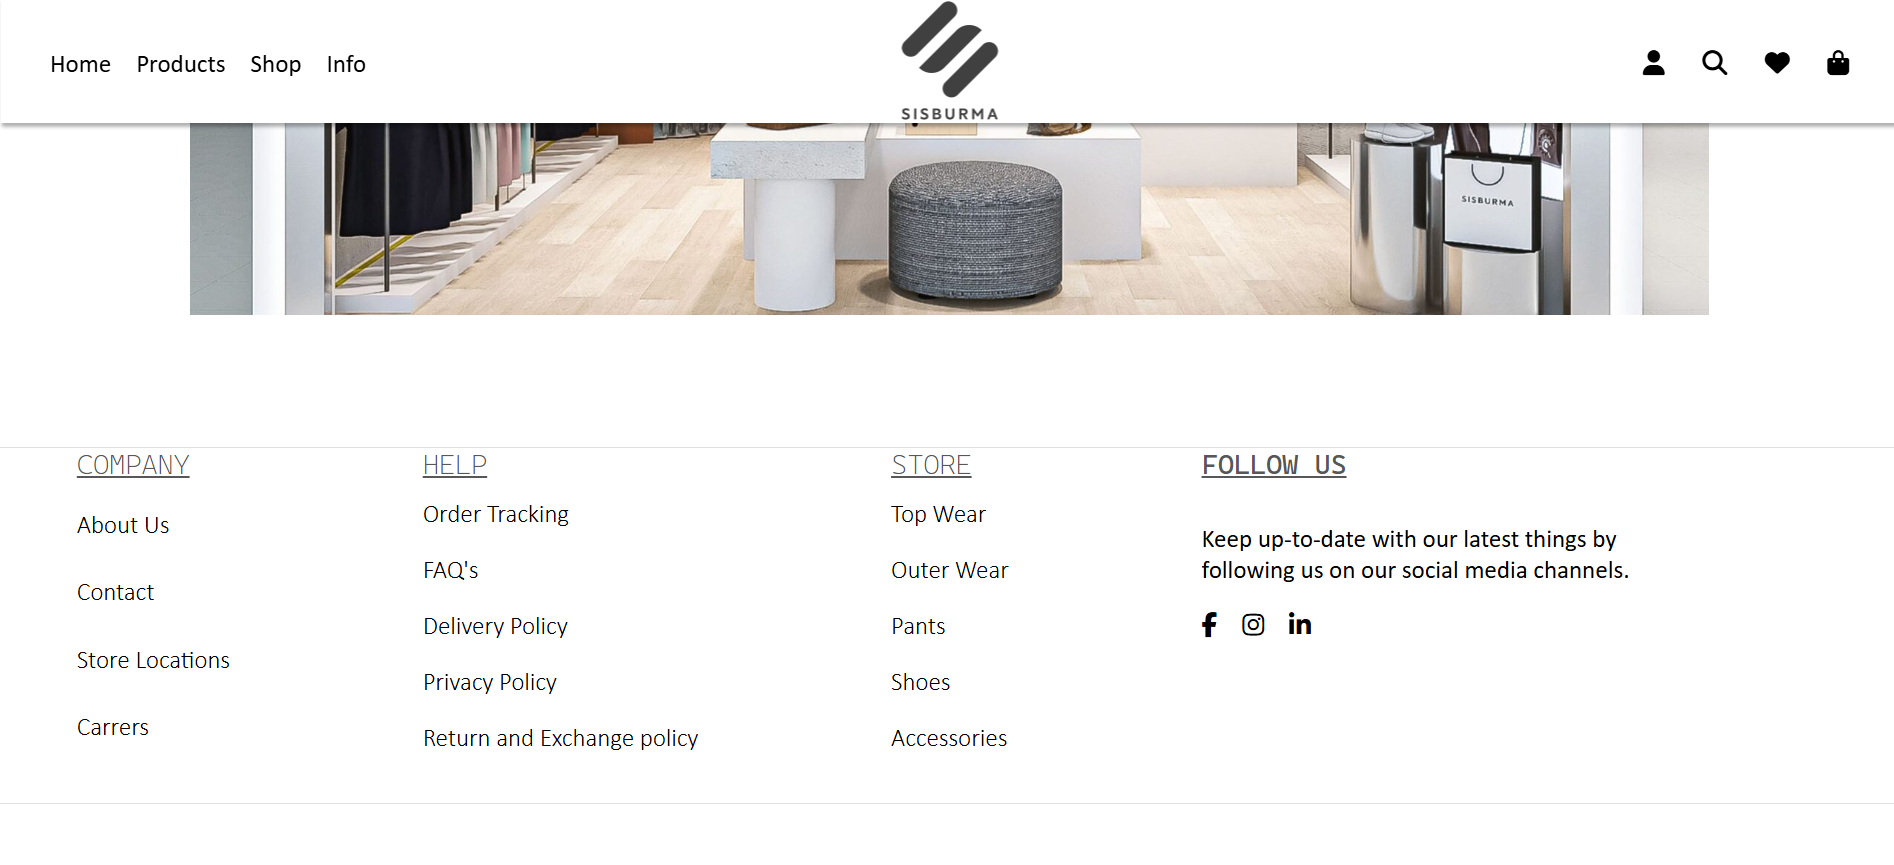 Home Products Shop Info
SISBURMA
SISBURMA
COMPANY
About Us
Contact
Store Locations
Carrers
HELP
Order Tracking
FAQ's
Delivery Policy
Privacy Policy
Return and Exchange policy
STORE
Top Wear
Outer Wear
Pants
Shoes
Accessories
FOLLOW US
Keep up-to-date with our latest things by
following us on our social media channels.